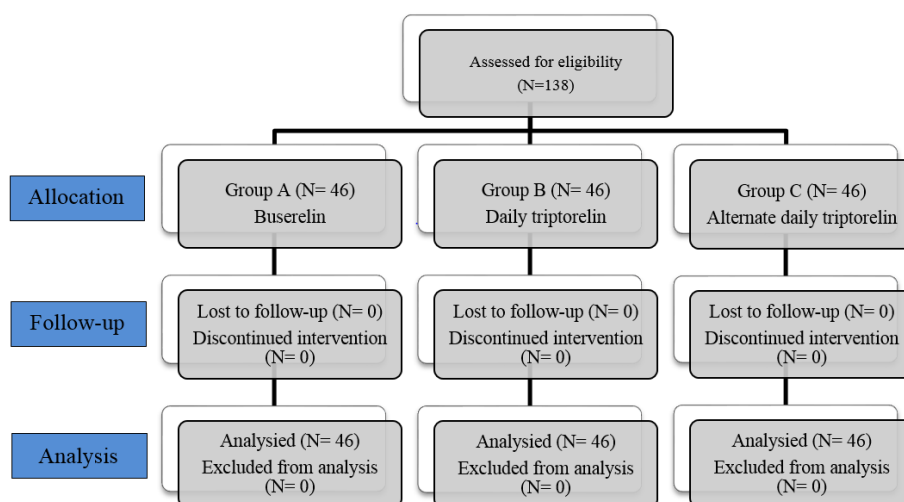 Assessed for eligibility
(N=138)
Allocation
Group A (N= 46)
Buserelin
Group B (N= 46)
Daily triptorelin
Group C (N= 46)
Alternate daily triptorelin
Follow-up
Lost to follow-up (N= 0)
Discontinued intervention
(N= 0)
Lost to follow-up (N= 0)
Discontinued intervention
(N= 0)
Lost to follow-up (N= 0)
Discontinued intervention
(N= 0)
Analysis
Analysied (N= 46)
Excluded from analysis
(N= 0)
Analysied (N= 46)
Excluded from analysis
(N= 0)
Analysied (N= 46)
Excluded from analysis
(N= 0)